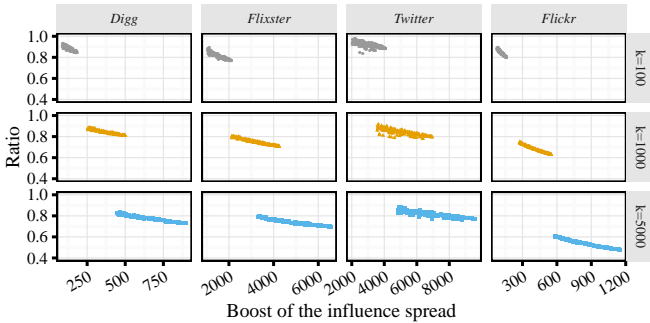 Digg Flixster Twitter Flickr
1.0
0.8
0.6
0.4
k=100
1.0
0.8
0.6
0.4
k=1000
1.0
0.8
0.6
0.4
k=5000
Ratio
250 500 750 2000 4000 6000 2000 4000 6000 8000 300 600 900 1200
Boost of the influence spread